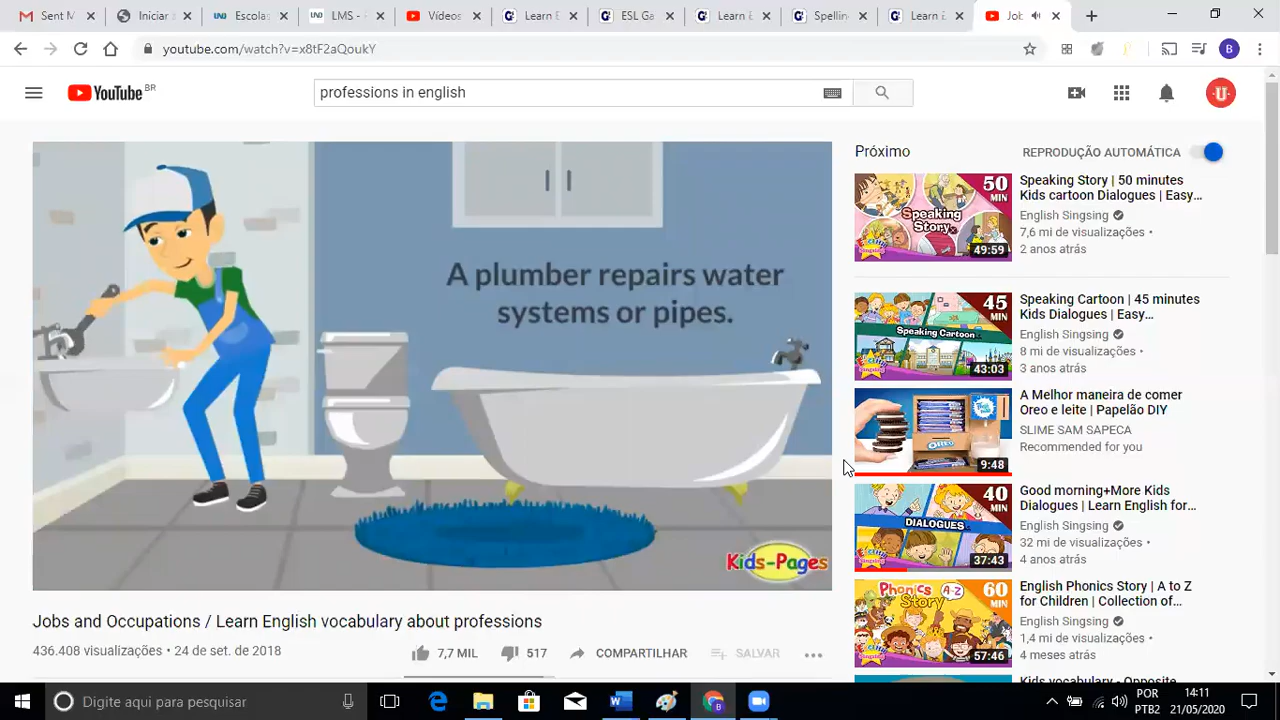 Sent M
Iniciar
Escolas
LMS -
Vídeos
Learn E
ESL Ga
Learn E
Spellin
Learn E
Jo
youtube.com/watch?v=x8tF2aQoukY
B
YouTube BR
professions in english
A plumber repairs water
systems or pipes.
Kids-Pages
Jobs and Occupations / Learn English vocabulary about professions
436.408 visualizações • 24 de set. de 2018
7,7 MIL
517
COMPARTILHAR
SALVAR
Próximo
REPRODUÇÃO AUTOMÁTICA
50
MIN
Speaking
Story
49:59
Speaking Story | 50 minutes
Kids cartoon Dialogues | Easy...
English Singsing
7,6 mi de visualizações •
2 anos atrás
45
MIN
Speaking Cartoon
43:03
Speaking Cartoon | 45 minutes
Kids Dialogues | Easy...
English Singsing
8 mi de visualizações •
3 anos atrás
OREO
9:48
A Melhor maneira de comer
Oreo e leite | Papelão DIY
SLIME SAM SAPECA
Recommended for you
40
MIN
DIALOGUES
37:43
Good morning+More Kids
Dialogues | Learn English for...
English Singsing
32 mi de visualizações •
4 anos atrás
Phonics A-Z
Story
60
MIN
57:46
English Phonics Story | A to Z
for Children | Collection of...
English Singsing
1,4 mi de visualizações •
4 meses atrás
Kids vocabulary - Opposite
Digite aqui para pesquisar
POR
PTB2
14:11
21/05/2020